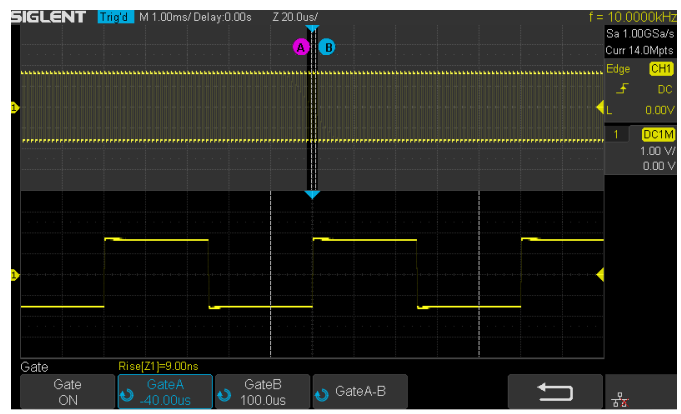 SIGLENT Trig'd M 1.00ms/ Delay:0.00s Z 20.0us/ f = 10.0000kHz
Sa 1.00GSa/s
Curr 14.0Mpts
A B
Edge CH1
DC
L 0.00V
1 DC1M
1.00 V/
0.00 V
1
1
Gate Rise[Z1]=9.00ns
Gate GateA GateB GateA-B
ON -40.00us 100.0us